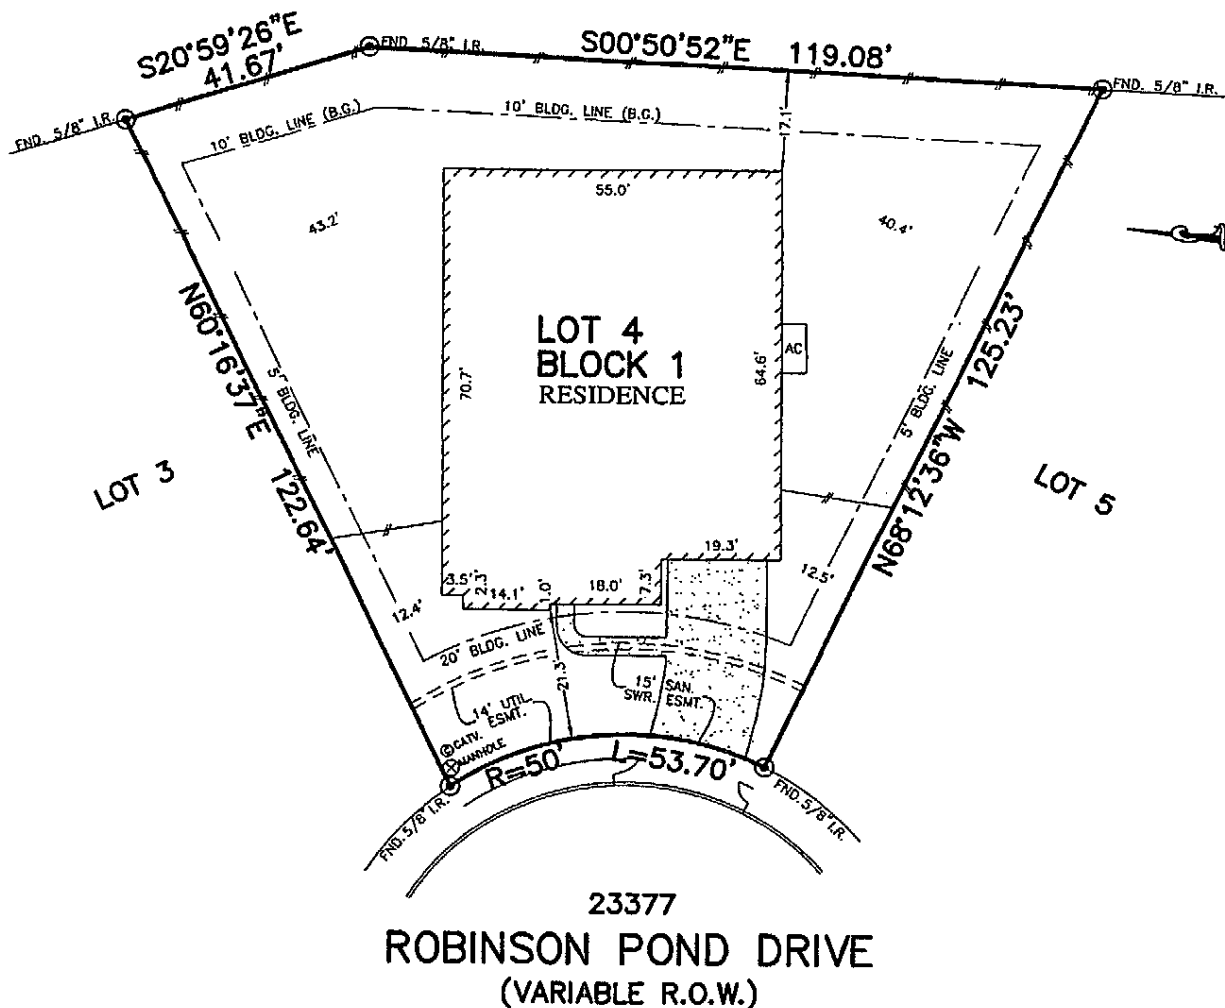 S20°59'26"E
41.67'
FND. 5/8" I.R.
S00°50'52"E 119.08'
FND. 5/8" I.R.
FND. 5/8" I.R.
10' BLDG. LINE (B.G.)
10' BLDG. LINE (B.G.)
17.1'
55.0'
43.2'
40.4'
N60°16'37"E 122.64'
5' BLDG. LINE
LOT 4
BLOCK 1
RESIDENCE
70.7'
64.6'
AC
N68°12'36"W 125.23'
5' BLDG. LINE
LOT 3
LOT 5
19.3'
3.5'
2.3'
14.1'
1.0'
18.0'
7.3'
12.4'
12.5'
20' BLDG. LINE
21.3'
14' UTIL.
ESMT.
15' SAN.
SWR. ESMT.
CATV.
MANHOLE
R=50' L=53.70'
FND. 5/8" I.R.
FND. 5/8" I.R.
23377
ROBINSON POND DRIVE
(VARIABLE R.O.W.)